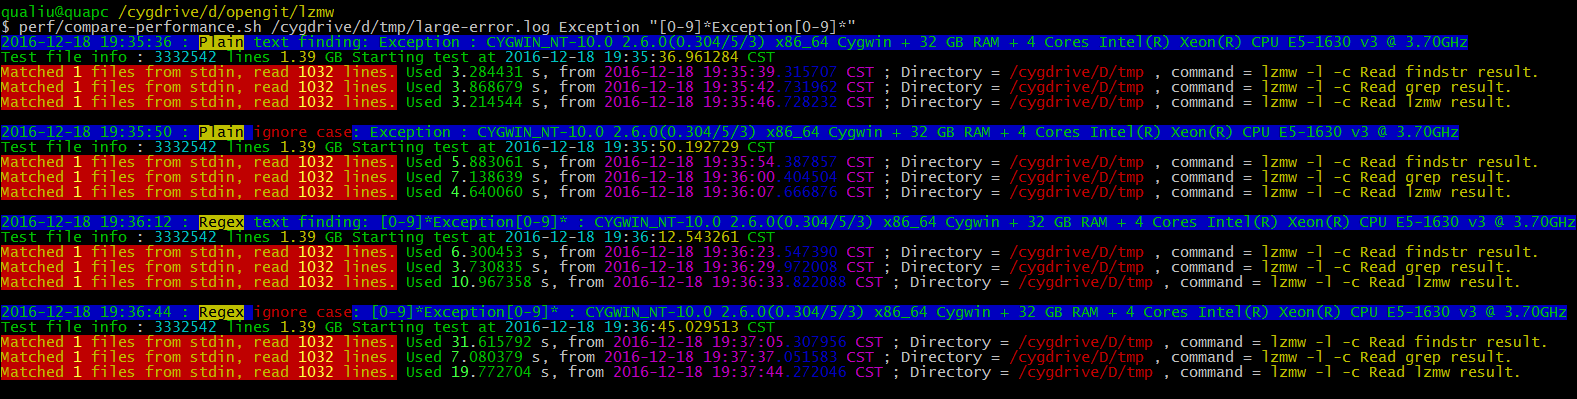 qualiu@quapc /cygdrive/d/opengit/lzmw
$ perf/compare-performance.sh /cygdrive/d/tmp/large-error.log Exception "[0-9]*Exception[0-9]*"
2016-12-18 19:35:36 : Plain text finding: Exception : CYGWIN_NT-10.0 2.6.0(0.304/5/3) x86_64 Cygwin + 32 GB RAM + 4 Cores Intel(R) Xeon(R) CPU E5-1630 v3 @ 3.70GHz
Test file info : 3332542 lines 1.39 GB Starting test at 2016-12-18 19:35:36.961284 CST
Matched 1 files from stdin, read 1032 lines. Used 3.284431 s, from 2016-12-18 19:35:39.315707 CST ; Directory = /cygdrive/D/tmp , command = lzmw -l -c Read findstr result.
Matched 1 files from stdin, read 1032 lines. Used 3.868679 s, from 2016-12-18 19:35:42.731962 CST ; Directory = /cygdrive/D/tmp , command = lzmw -l -c Read grep result.
Matched 1 files from stdin, read 1032 lines. Used 3.214544 s, from 2016-12-18 19:35:46.728232 CST ; Directory = /cygdrive/D/tmp , command = lzmw -l -c Read lzmw result.
2016-12-18 19:35:50 : Plain ignore case: Exception : CYGWIN_NT-10.0 2.6.0(0.304/5/3) x86_64 Cygwin + 32 GB RAM + 4 Cores Intel(R) Xeon(R) CPU E5-1630 v3 @ 3.70GHz
Test file info : 3332542 lines 1.39 GB Starting test at 2016-12-18 19:35:50.192729 CST
Matched 1 files from stdin, read 1032 lines. Used 5.883061 s, from 2016-12-18 19:35:54.387857 CST ; Directory = /cygdrive/D/tmp , command = lzmw -l -c Read findstr result.
Matched 1 files from stdin, read 1032 lines. Used 7.138639 s, from 2016-12-18 19:36:00.404504 CST ; Directory = /cygdrive/D/tmp , command = lzmw -l -c Read grep result.
Matched 1 files from stdin, read 1032 lines. Used 4.640060 s, from 2016-12-18 19:36:07.666876 CST ; Directory = /cygdrive/D/tmp , command = lzmw -l -c Read lzmw result.
2016-12-18 19:36:12 : Regex text finding: [0-9]*Exception[0-9]* : CYGWIN_NT-10.0 2.6.0(0.304/5/3) x86_64 Cygwin + 32 GB RAM + 4 Cores Intel(R) Xeon(R) CPU E5-1630 v3 @ 3.70GHz
Test file info : 3332542 lines 1.39 GB Starting test at 2016-12-18 19:36:12.543261 CST
Matched 1 files from stdin, read 1032 lines. Used 6.300453 s, from 2016-12-18 19:36:23.547390 CST ; Directory = /cygdrive/D/tmp , command = lzmw -l -c Read findstr result.
Matched 1 files from stdin, read 1032 lines. Used 3.730835 s, from 2016-12-18 19:36:29.972008 CST ; Directory = /cygdrive/D/tmp , command = lzmw -l -c Read grep result.
Matched 1 files from stdin, read 1032 lines. Used 10.967358 s, from 2016-12-18 19:36:33.822088 CST ; Directory = /cygdrive/D/tmp , command = lzmw -l -c Read lzmw result.
2016-12-18 19:36:44 : Regex ignore case: [0-9]*Exception[0-9]* : CYGWIN_NT-10.0 2.6.0(0.304/5/3) x86_64 Cygwin + 32 GB RAM + 4 Cores Intel(R) Xeon(R) CPU E5-1630 v3 @ 3.70GHz
Test file info : 3332542 lines 1.39 GB Starting test at 2016-12-18 19:36:45.029513 CST
Matched 1 files from stdin, read 1032 lines. Used 31.615792 s, from 2016-12-18 19:37:05.307956 CST ; Directory = /cygdrive/D/tmp , command = lzmw -l -c Read findstr result.
Matched 1 files from stdin, read 1032 lines. Used 7.080379 s, from 2016-12-18 19:37:37.051583 CST ; Directory = /cygdrive/D/tmp , command = lzmw -l -c Read grep result.
Matched 1 files from stdin, read 1032 lines. Used 19.772704 s, from 2016-12-18 19:37:44.272046 CST ; Directory = /cygdrive/D/tmp , command = lzmw -l -c Read lzmw result.